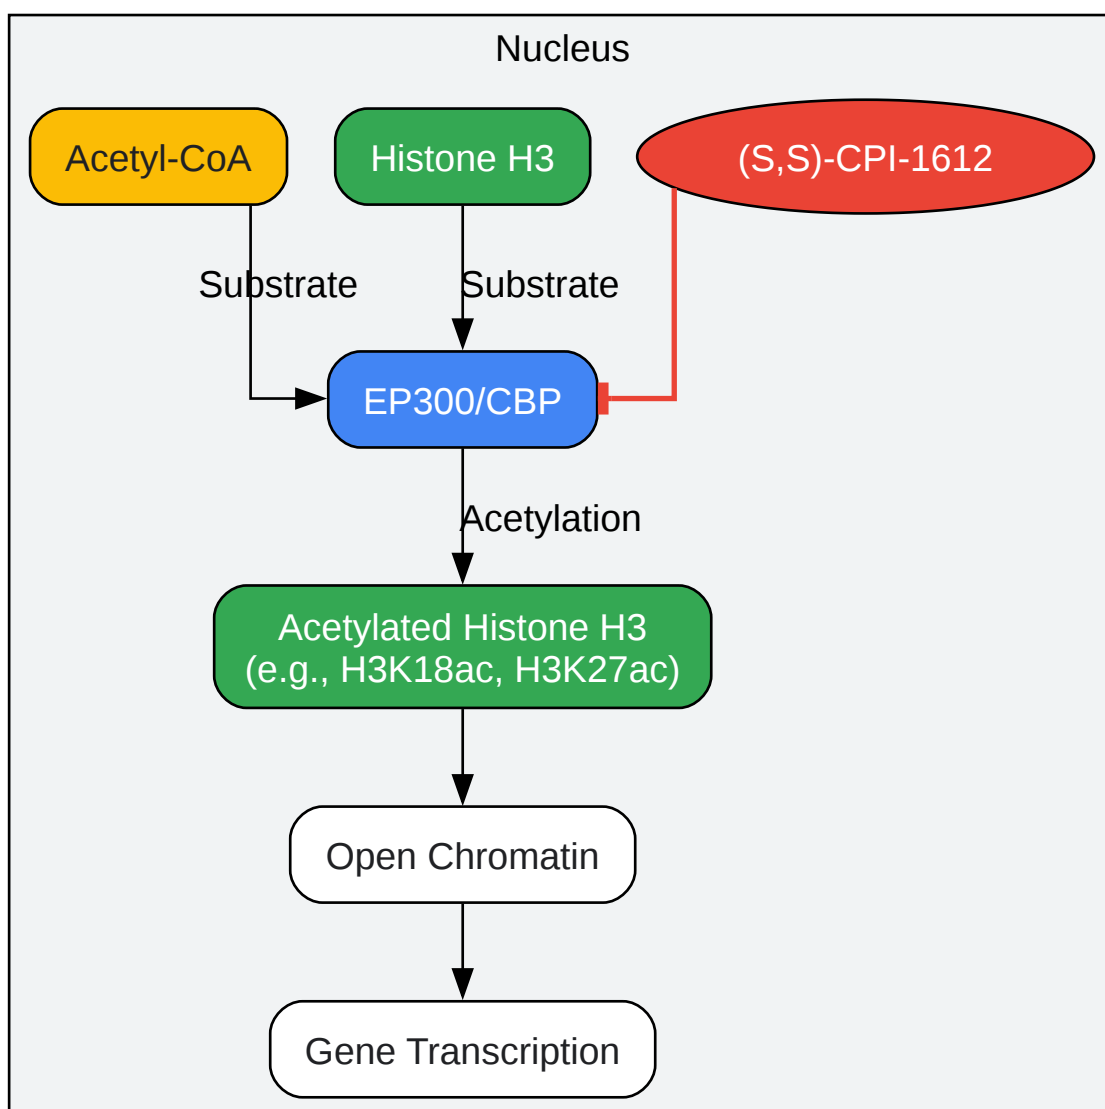 Nucleus
Acetyl-CoA
Histone H3
(S,S)-CPI-1612
Substrate
Substrate
EP300/CBP
Acetylation
Acetylated Histone H3
(e.g., H3K18ac, H3K27ac)
Open Chromatin
Gene Transcription